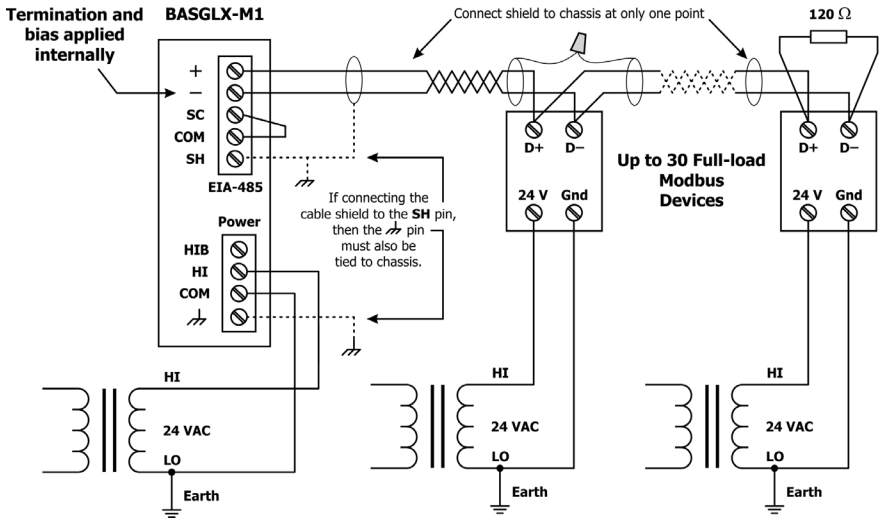 Termination and
bias applied
internally
BASGLX-M1
Connect shield to chassis at only one point
120 Ω
+
−
SC
COM
SH
EIA-485
D+ D−
D+ D−
Up to 30 Full-load
Modbus
Devices
If connecting the
cable shield to the SH pin,
then the pin
must also be
tied to chassis.
24 V Gnd
24 V Gnd
Power
HIB
HI
COM
HI
24 VAC
LO
Earth
HI
24 VAC
LO
Earth
HI
24 VAC
LO
Earth